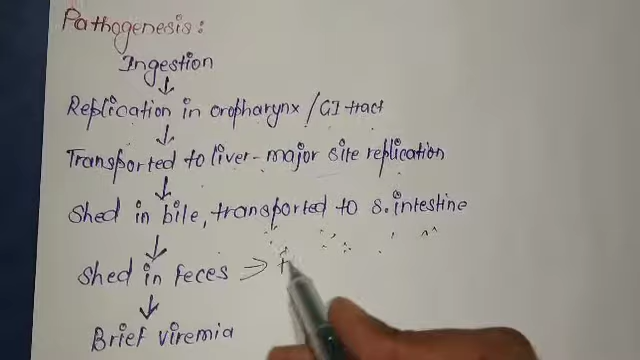 Pathogenesis:
Ingestion
↓
Replication in oropharynx/GI tract
↓
Transported to liver-major site replication
↓
Shed in bile, transported to s.intestine
↓
Shed in feces →
↓
Brief viremia